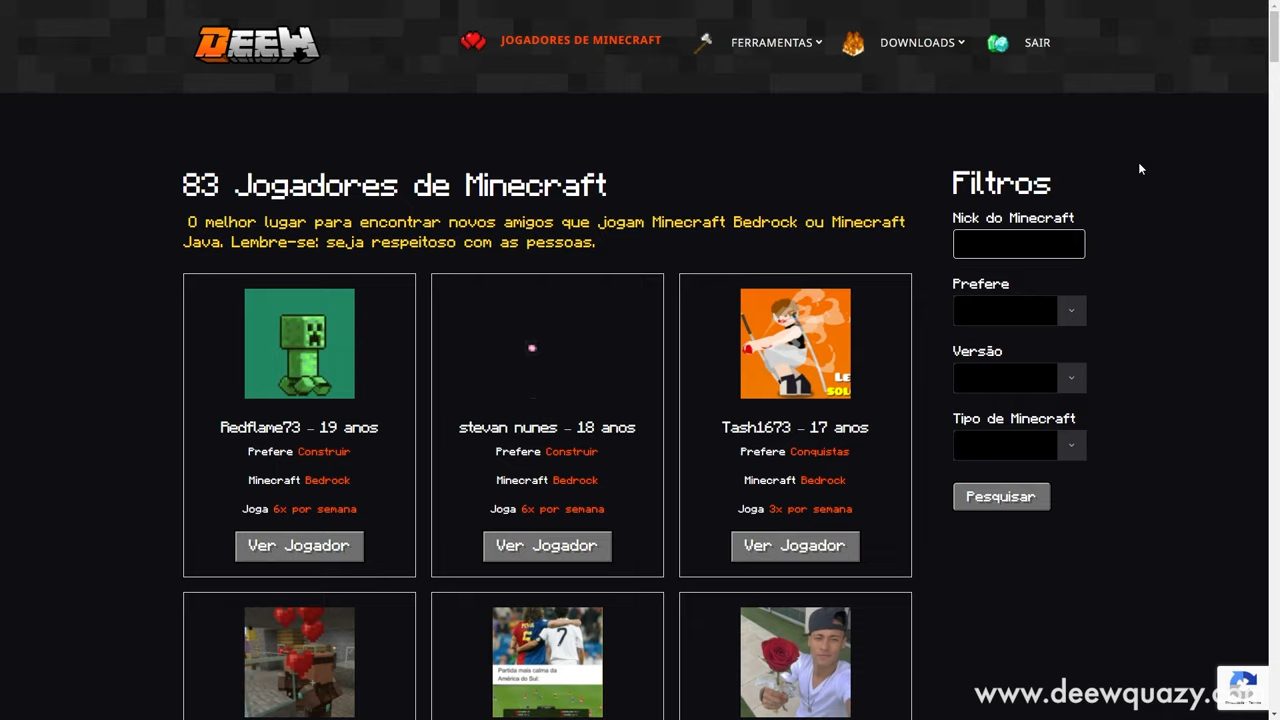 DEEW
JOGADORES DE MINECRAFT
FERRAMENTAS
DOWNLOADS
SAIR
83 Jogadores de Minecraft
O melhor lugar para encontrar novos amigos que jogam Minecraft Bedrock ou Minecraft
Java. Lembre-se: seja respeitoso com as pessoas.
Redflame73 - 19 anos
Prefere Construir
Minecraft Bedrock
Joga 6x por semana
Ver Jogador
stevan nunes - 18 anos
Prefere Construir
Minecraft Bedrock
Joga 6x por semana
Ver Jogador
LE
SOL
Tash1673 - 17 anos
Prefere Conquistas
Minecraft Bedrock
Joga 3x por semana
Ver Jogador
5
7
Partida mais calma da
América do Sul:
Filtros
Nick do Minecraft
Prefere
Versão
Tipo de Minecraft
Pesquisar
www.deewquazy.